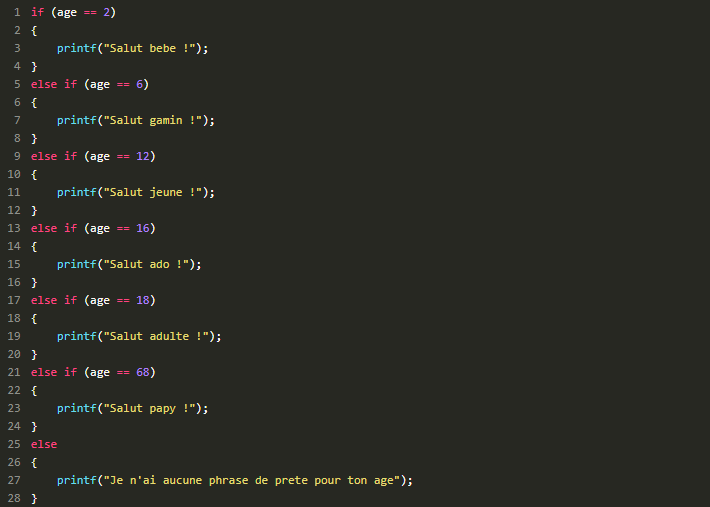 1 if (age == 2)
2 {
3     printf("Salut bebe !");
4 }
5 else if (age == 6)
6 {
7     printf("Salut gamin !");
8 }
9 else if (age == 12)
10 {
11     printf("Salut jeune !");
12 }
13 else if (age == 16)
14 {
15     printf("Salut ado !");
16 }
17 else if (age == 18)
18 {
19     printf("Salut adulte !");
20 }
21 else if (age == 68)
22 {
23     printf("Salut papy !");
24 }
25 else
26 {
27     printf("Je n'ai aucune phrase de prete pour ton age");
28 }